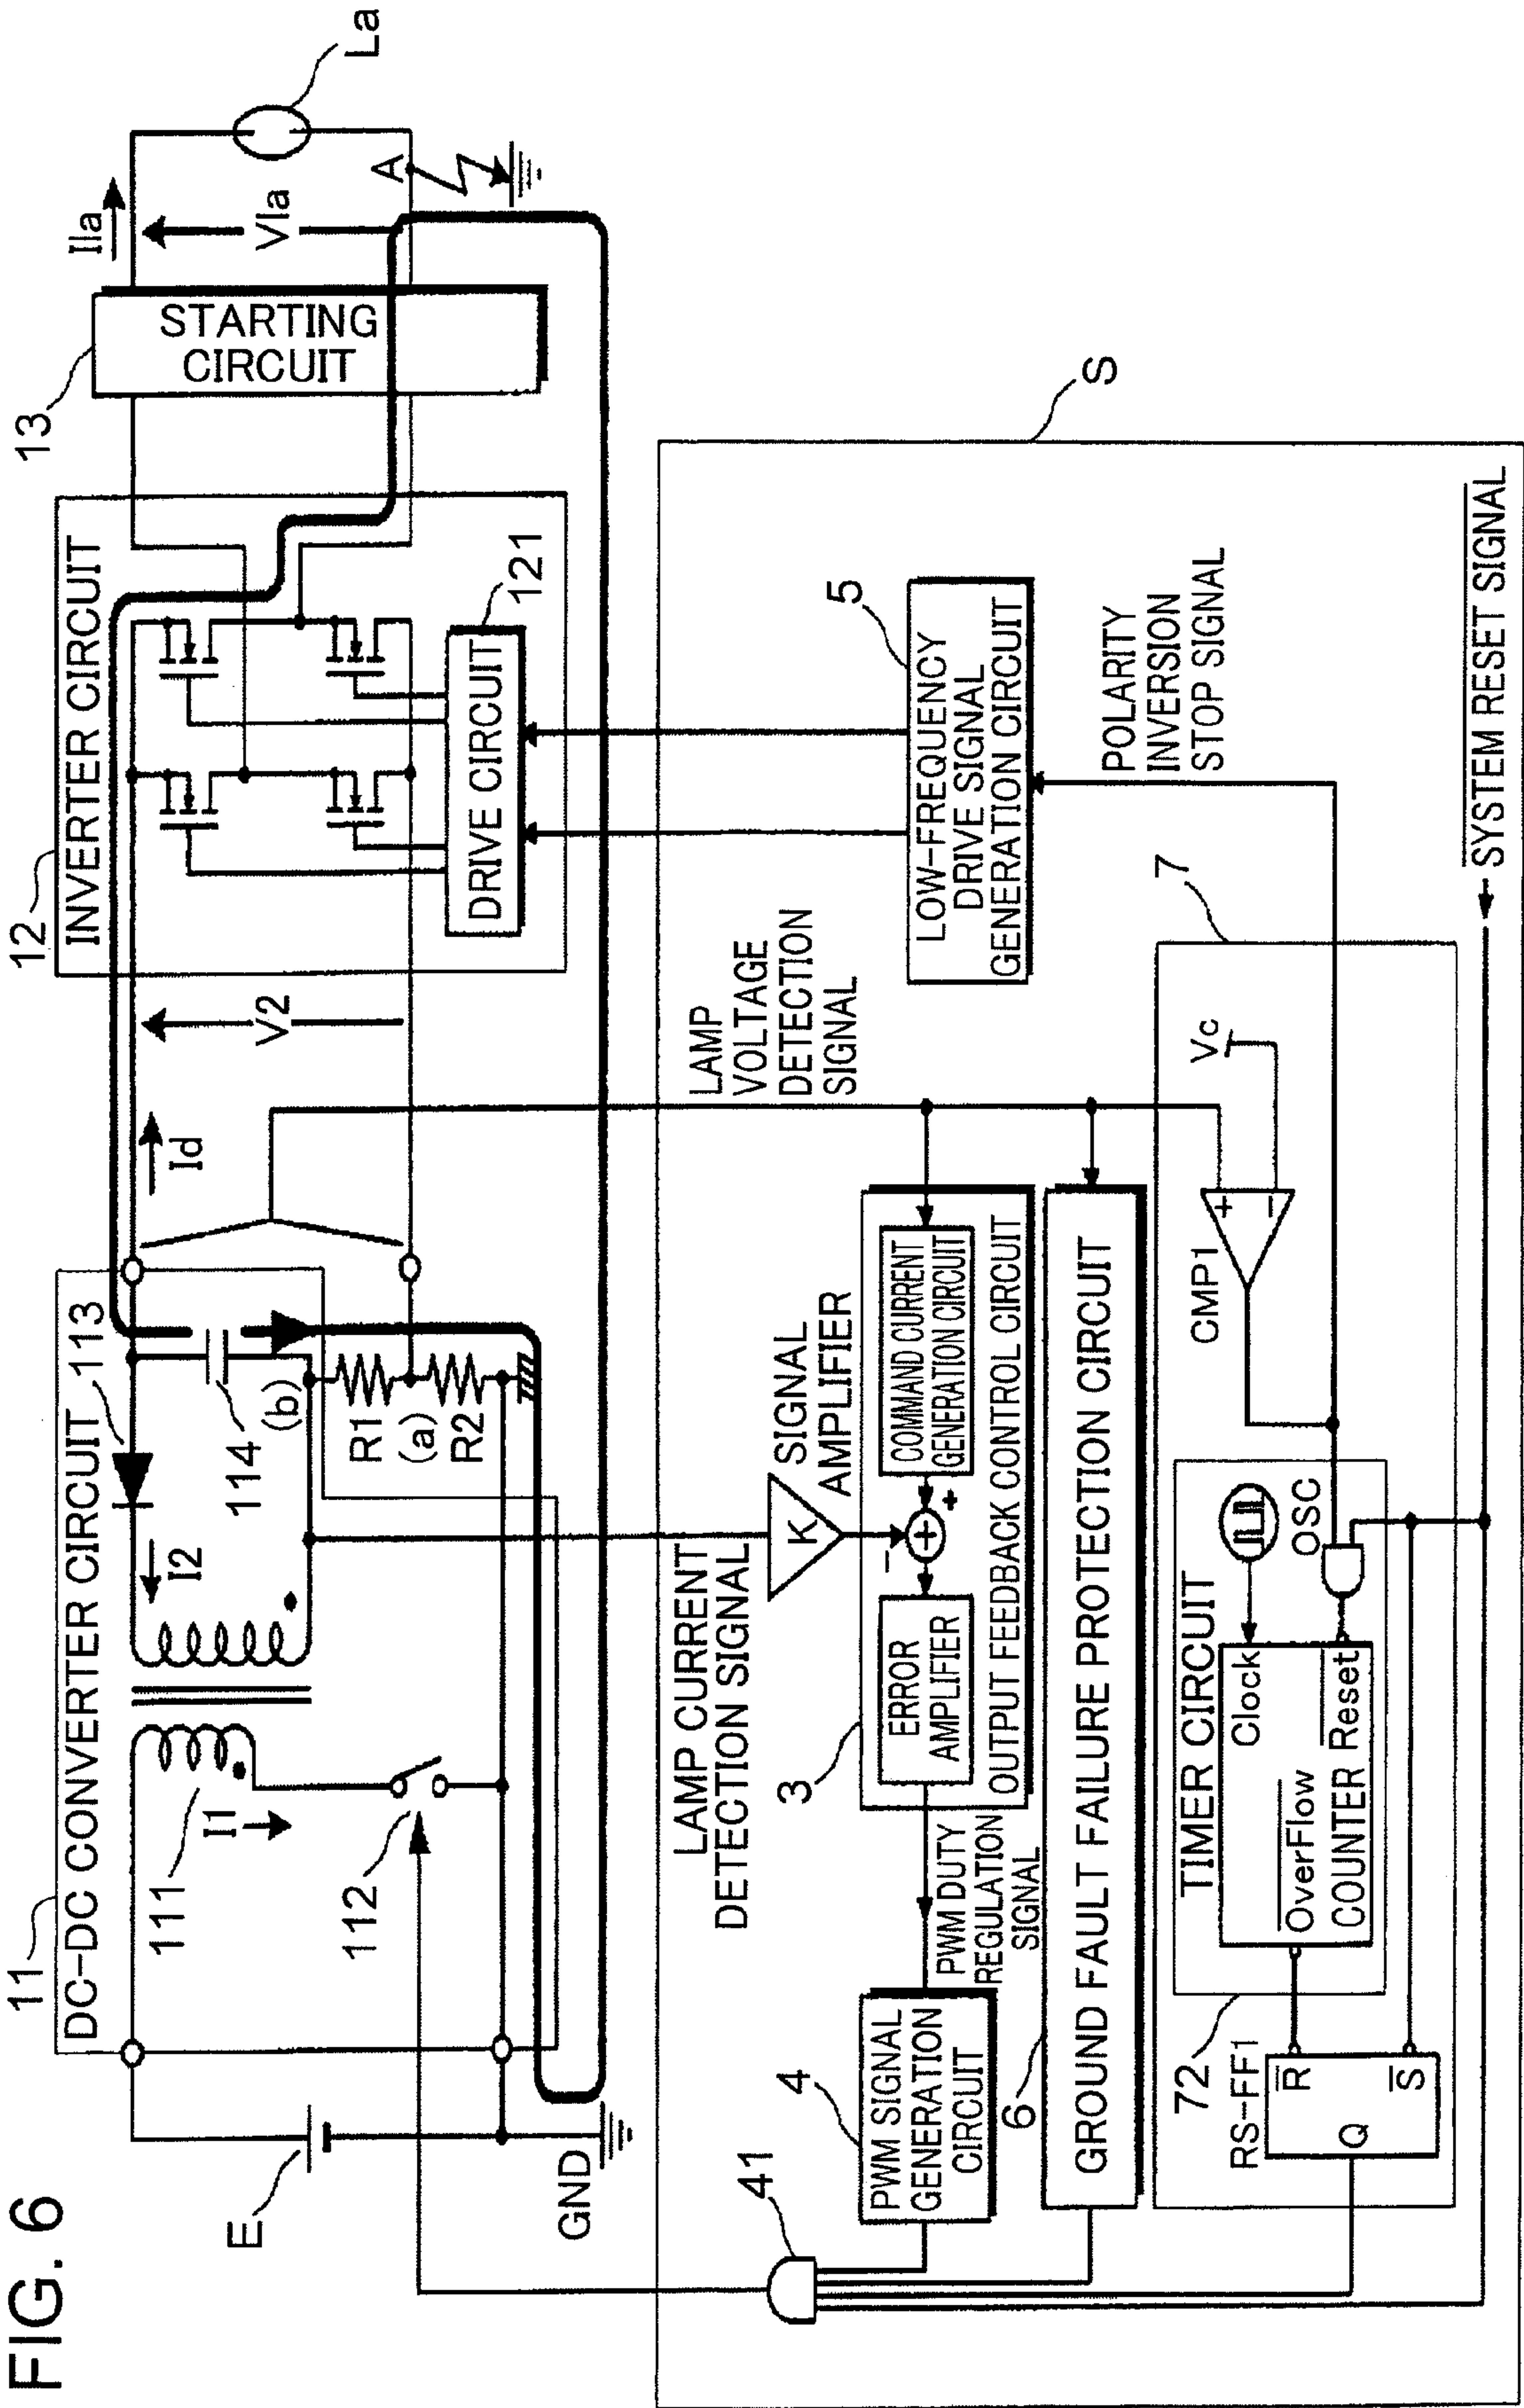 FIG. 6
11
DC-DC CONVERTER CIRCUIT
113
111
I1
I2
112
114
(b)
R1
(a)
R2
E
GND
Id
V2
12
INVERTER CIRCUIT
DRIVE CIRCUIT
121
13
STARTING
CIRCUIT
Ila
Vla
A
La
S
LAMP CURRENT
DETECTION SIGNAL
SIGNAL
AMPLIFIER
K
LAMP
VOLTAGE
DETECTION
SIGNAL
41
4
PWM SIGNAL
GENERATION
CIRCUIT
PWM DUTY
REGULATION
SIGNAL
3
ERROR
AMPLIFIER
-
+
+
COMMAND CURRENT
GENERATION CIRCUIT
OUTPUT FEEDBACK CONTROL CIRCUIT
5
LOW-FREQUENCY
DRIVE SIGNAL
GENERATION CIRCUIT
POLARITY
INVERSION
STOP SIGNAL
6
GROUND FAULT FAILURE PROTECTION CIRCUIT
7
72
TIMER CIRCUIT
RS-FF1
R
S
Q
Clock
OverFlow
COUNTER
Reset
OSC
CMP1
+
-
Vc
SYSTEM RESET SIGNAL